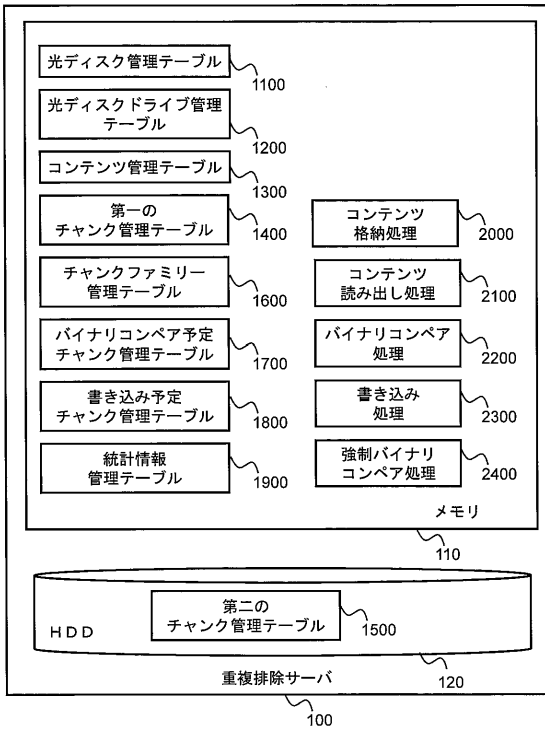 光ディスク管理テーブル
1100
光ディスクドライブ管理
テーブル
1200
コンテンツ管理テーブル
1300
第一の
チャンク管理テーブル
1400
チャンクファミリー
管理テーブル
1600
バイナリコンペア予定
チャンク管理テーブル
1700
書き込み予定
チャンク管理テーブル
1800
統計情報
管理テーブル
1900
コンテンツ
格納処理
2000
コンテンツ
読み出し処理
2100
バイナリコンペア
処理
2200
書き込み
処理
2300
強制バイナリ
コンペア処理
2400
メモリ
110
第二の
チャンク管理テーブル
1500
HDD
120
重複排除サーバ
100